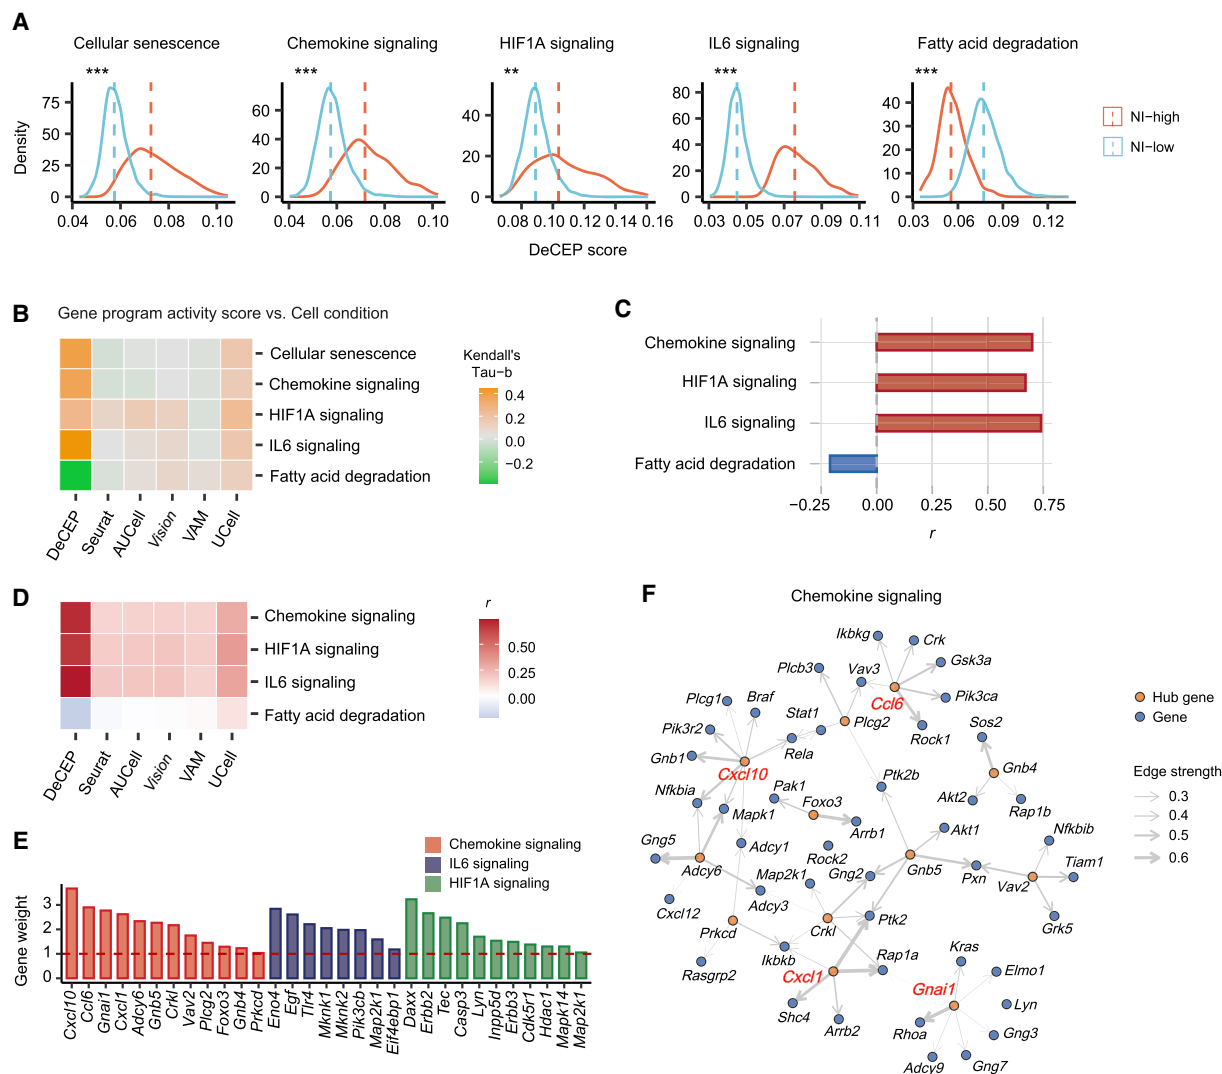 A
Cellular senescence
Chemokine signaling
HIF1A signaling
IL6 signaling
Fatty acid degradation
***
***
**
***
***
Density
75
50
25
0
0.04 0.06 0.08 0.10
60
40
20
0
0.04 0.06 0.08 0.10
40
20
0
0.08 0.10 0.12 0.14 0.16
80
60
40
20
0
0.03 0.05 0.07 0.09 0.11
40
30
20
10
0
0.03 0.06 0.09 0.12
DeCEP score
NI−high
NI−low
B
Gene program activity score vs. Cell condition
Cellular senescence
Chemokine signaling
HIF1A signaling
IL6 signaling
Fatty acid degradation
DeCEP
Seurat
AUCell
Vision
VAM
UCell
Kendall's
Tau−b
0.4
0.2
0.0
−0.2
C
Chemokine signaling
HIF1A signaling
IL6 signaling
Fatty acid degradation
−0.25 0.00 0.25 0.50 0.75
r
D
Chemokine signaling
HIF1A signaling
IL6 signaling
Fatty acid degradation
DeCEP
Seurat
AUCell
Vision
VAM
UCell
r
0.50
0.25
0.00
E
Chemokine signaling
IL6 signaling
HIF1A signaling
Gene weight
3
2
1
0
Cxcl10
Ccl6
Gnai1
Cxcl1
Adcy6
Gnb5
Crkl
Vav2
Plcg2
Foxo3
Gnb4
Prkcd
Eno4
Egf
Tlr4
Mknk1
Mknk2
Pik3cb
Map2k1
Eif4ebp1
Daxx
Erbb2
Tec
Casp3
Lyn
Inpp5d
Erbb3
Cdk5r1
Hdac1
Mapk14
Map2k1
F
Chemokine signaling
Ikbkg
Crk
Gsk3a
Plcb3
Vav3
Pik3ca
Ccl6
Plcg1
Braf
Stat1
Plcg2
Rock1
Sos2
Pik3r2
Rela
Gnb1
Cxcl10
Ptk2b
Gnb4
Nfkbia
Pak1
Foxo3
Akt2
Rap1b
Mapk1
Arrb1
Akt1
Nfkbib
Gng5
Adcy1
Rock2
Adcy6
Map2k1
Gng2
Gnb5
Pxn
Tiam1
Vav2
Cxcl12
Adcy3
Ptk2
Grk5
Prkcd
Crkl
Ikbkb
Rap1a
Kras
Rasgrp2
Cxcl1
Gnai1
Elmo1
Shc4
Arrb2
Lyn
Rhoa
Gng3
Adcy9
Gng7
Hub gene
Gene
Edge strength
0.3
0.4
0.5
0.6